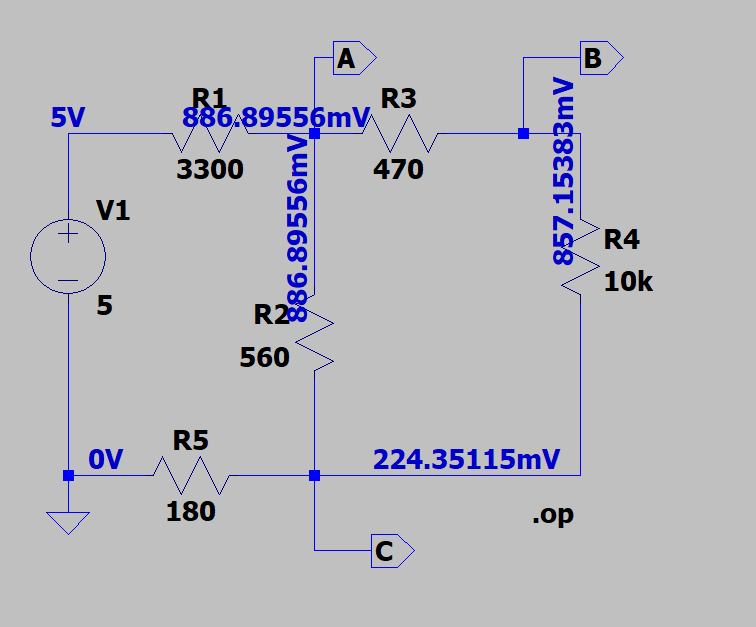 A
B
R1
R3
5V
886.89556mV
3300
470
V1
886.89556mV
857.15383mV
R4
10k
5
R2
560
R5
0V
224.35115mV
180
.op
C